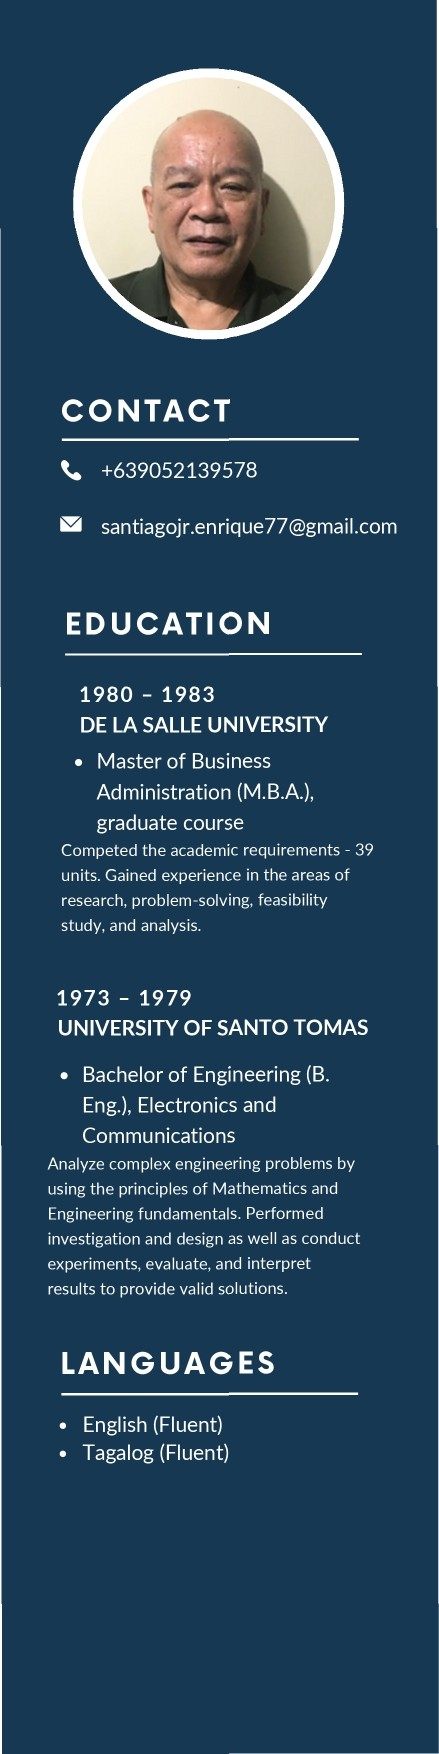 CONTACT
+639052139578
santiagojr.enrique77@gmail.com
EDUCATION
1980 – 1983
DE LA SALLE UNIVERSITY
• Master of Business
Administration (M.B.A.),
graduate course
Competed the academic requirements - 39
units. Gained experience in the areas of
research, problem-solving, feasibility
study, and analysis.
1973 – 1979
UNIVERSITY OF SANTO TOMAS
• Bachelor of Engineering (B.
Eng.), Electronics and
Communications
Analyze complex engineering problems by
using the principles of Mathematics and
Engineering fundamentals. Performed
investigation and design as well as conduct
experiments, evaluate, and interpret
results to provide valid solutions.
LANGUAGES
• English (Fluent)
• Tagalog (Fluent)